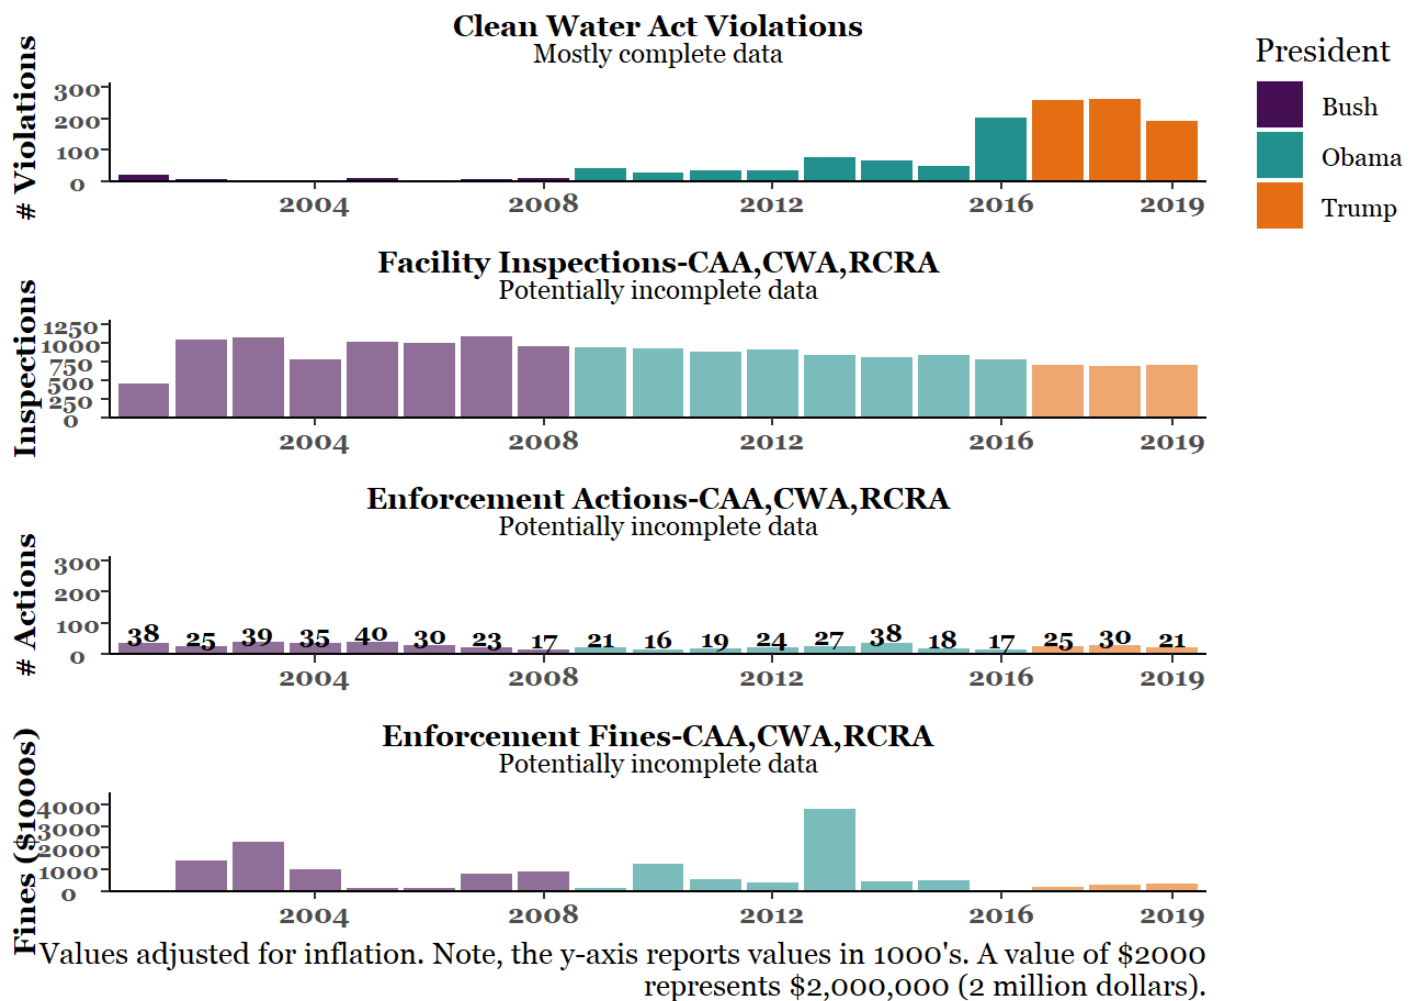 Clean Water Act Violations
Mostly complete data
# Violations
300
200
100
0
2004 2008 2012 2016 2019
President
Bush
Obama
Trump
Facility Inspections-CAA,CWA,RCRA
Potentially incomplete data
Inspections
1250
1000
750
500
250
0
2004 2008 2012 2016 2019
Enforcement Actions-CAA,CWA,RCRA
Potentially incomplete data
# Actions
300
200
100
0
38 25 39 35 40 30 23 17 21 16 19 24 27 38 18 17 25 30 21
2004 2008 2012 2016 2019
Enforcement Fines-CAA,CWA,RCRA
Potentially incomplete data
Fines ($1000s)
4000
3000
2000
1000
0
2004 2008 2012 2016 2019
Values adjusted for inflation. Note, the y-axis reports values in 1000's. A value of $2000
represents $2,000,000 (2 million dollars).